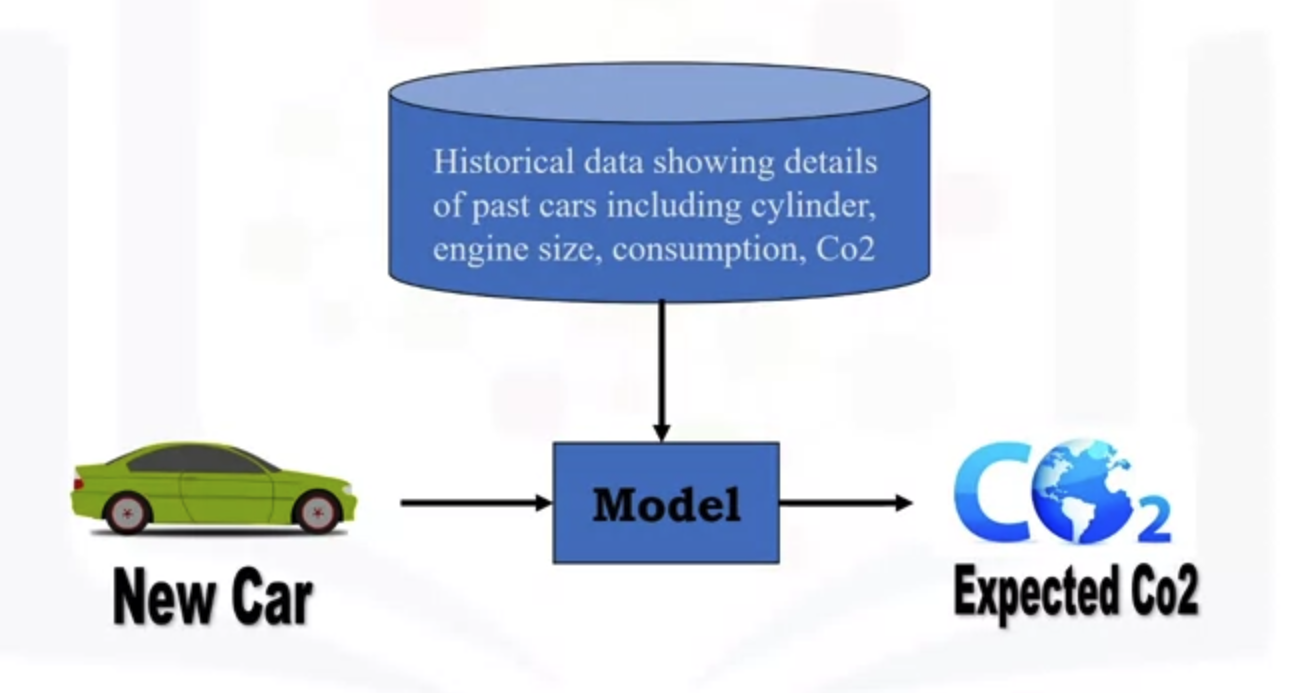 Historical data showing details
of past cars including cylinder,
engine size, consumption, Co2
Model
New Car
CO2
Expected Co2